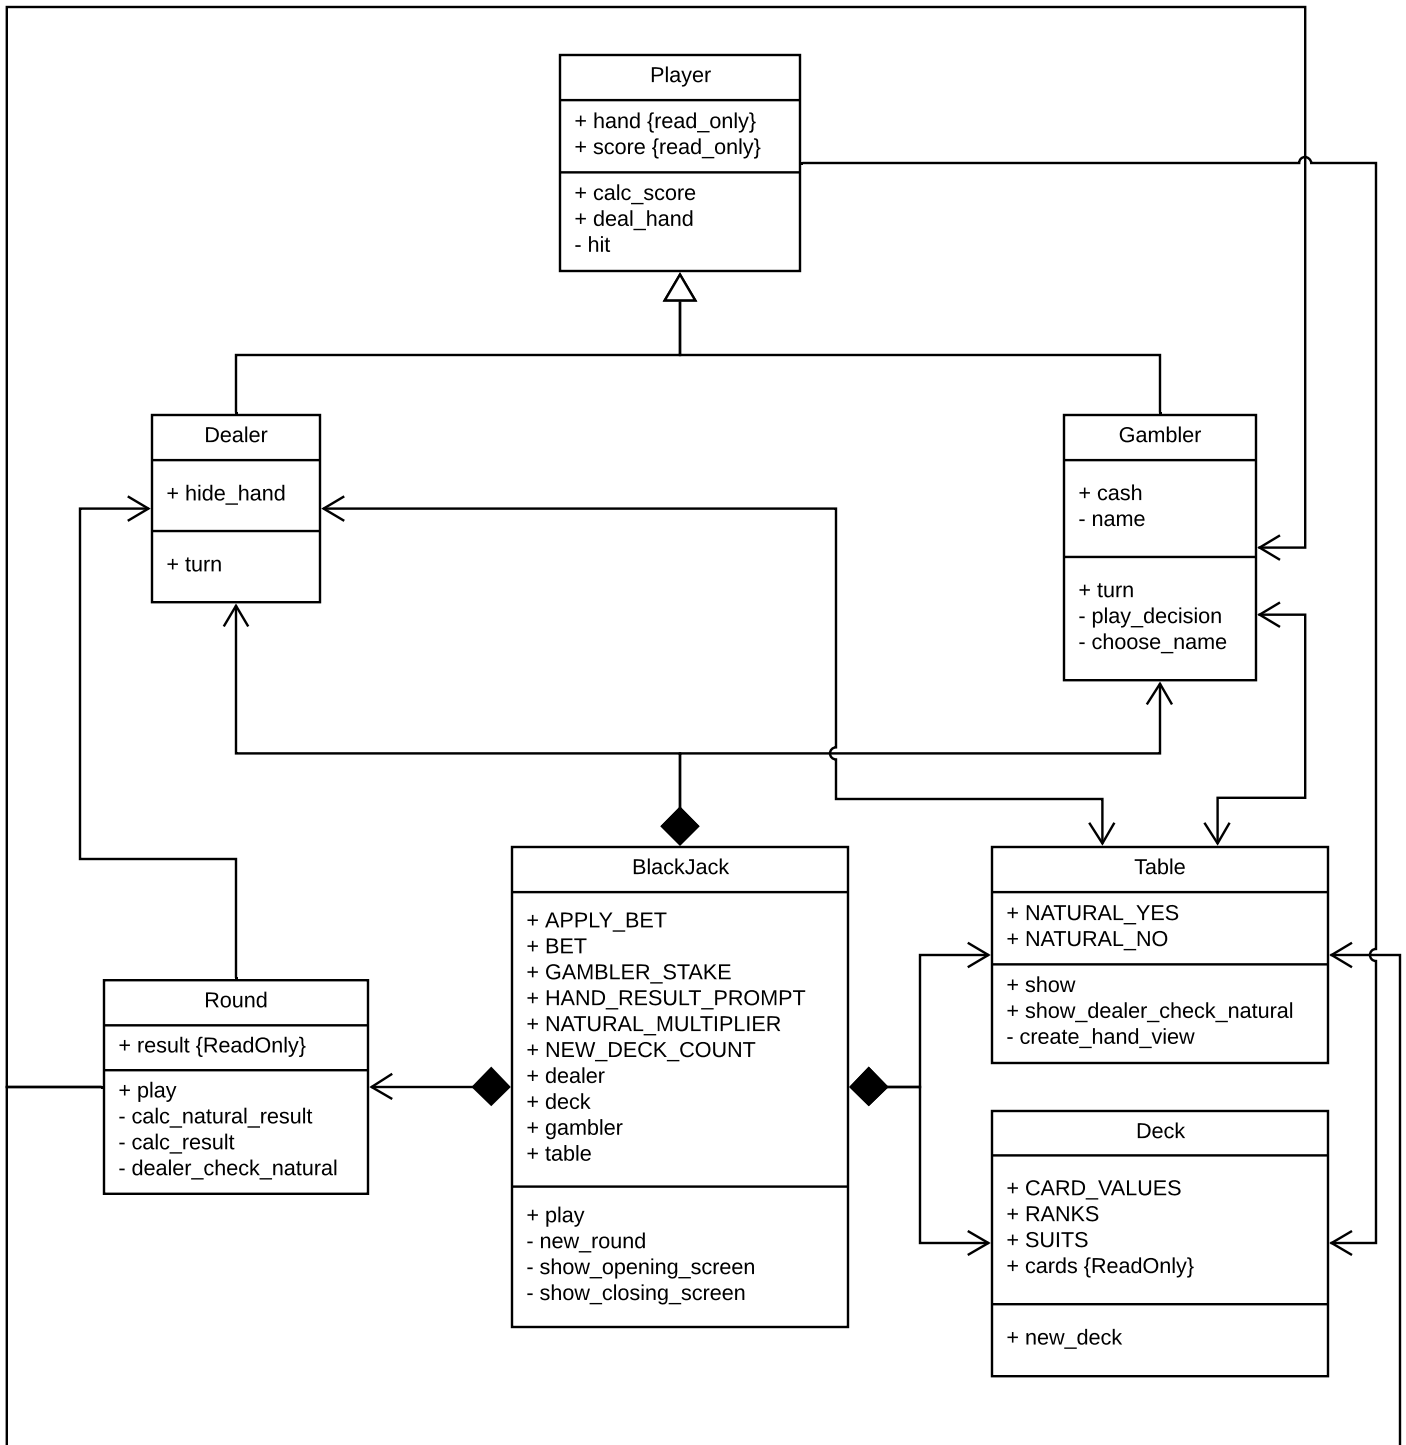 Player
+ hand {read_only}
+ score {read_only}
+ calc_score
+ deal_hand
- hit
Dealer
+ hide_hand
+ turn
Gambler
+ cash
- name
+ turn
- play_decision
- choose_name
BlackJack
+ APPLY_BET
+ BET
+ GAMBLER_STAKE
+ HAND_RESULT_PROMPT
+ NATURAL_MULTIPLIER
+ NEW_DECK_COUNT
+ dealer
+ deck
+ gambler
+ table
+ play
- new_round
- show_opening_screen
- show_closing_screen
Table
+ NATURAL_YES
+ NATURAL_NO
+ show
+ show_dealer_check_natural
- create_hand_view
Round
+ result {ReadOnly}
+ play
- calc_natural_result
- calc_result
- dealer_check_natural
Deck
+ CARD_VALUES
+ RANKS
+ SUITS
+ cards {ReadOnly}
+ new_deck